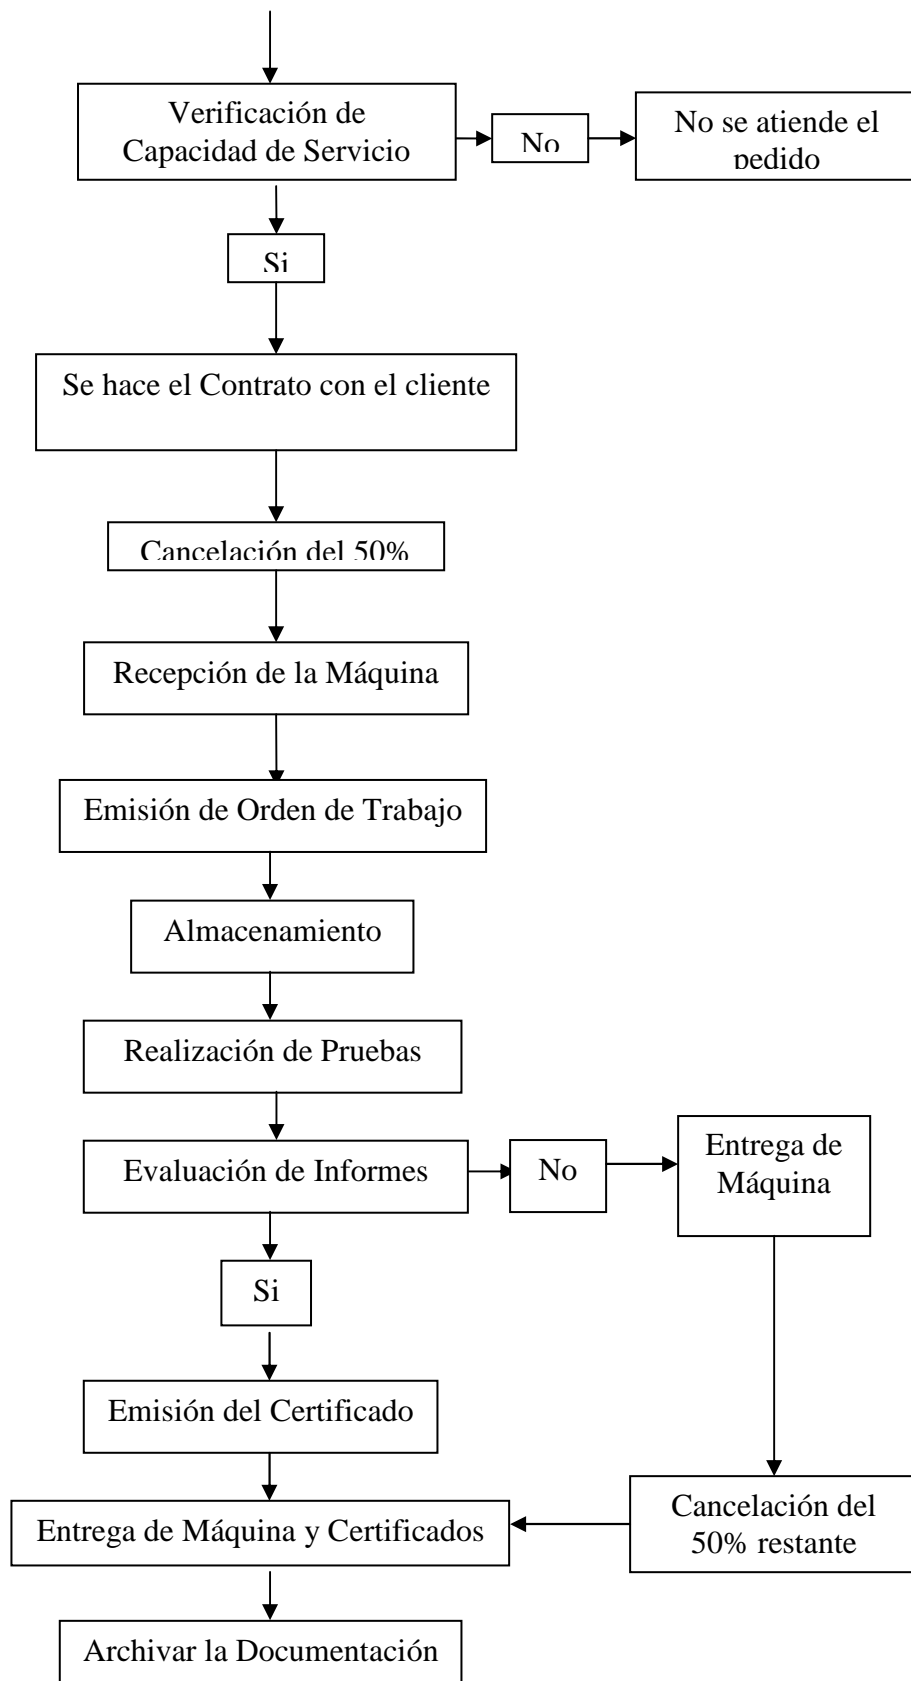 Verificación de
Capacidad de Servicio
No
No se atiende el
pedido
Si
Se hace el Contrato con el cliente
Cancelación del 50%
Recepción de la Máquina
Emisión de Orden de Trabajo
Almacenamiento
Realización de Pruebas
Evaluación de Informes
No
Entrega de
Máquina
Si
Emisión del Certificado
Cancelación del
50% restante
Entrega de Máquina y Certificados
Archivar la Documentación